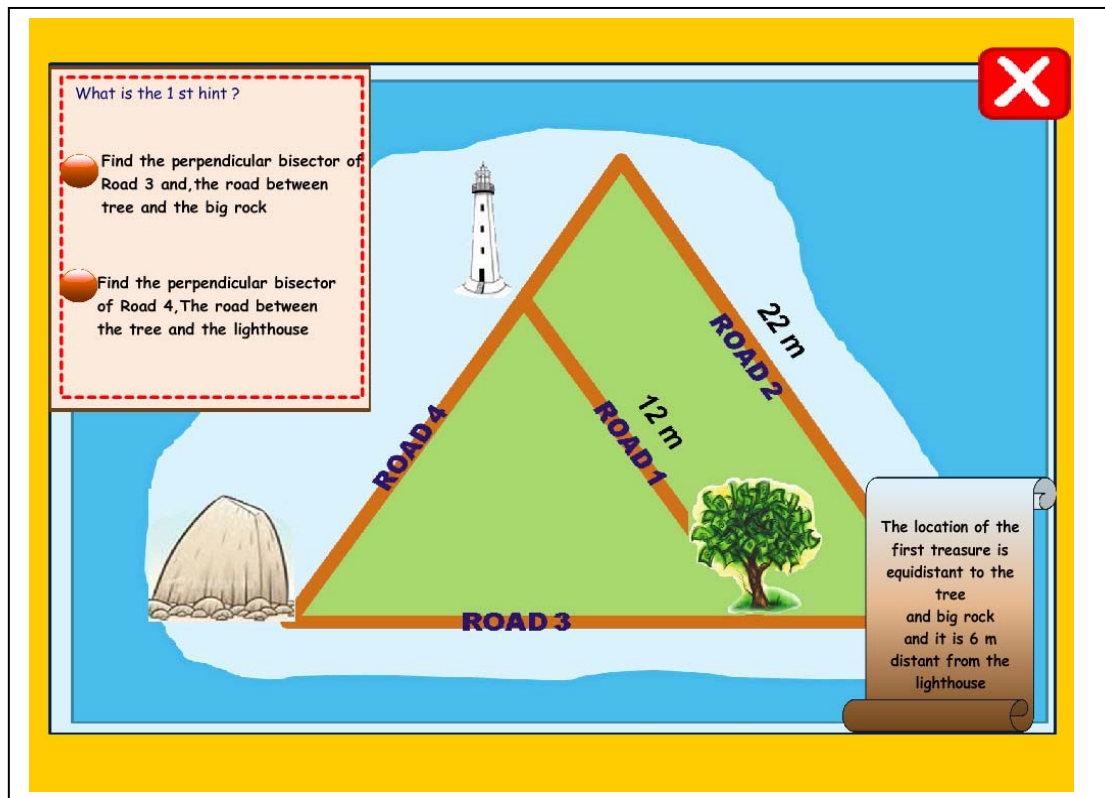 What is the 1 st hint ?
Find the perpendicular bisector of
Road 3 and,the road between
tree and the big rock
Find the perpendicular bisector
of Road 4,The road between
the tree and the lighthouse
22 m
ROAD 2
12 m
ROAD 1
ROAD 4
ROAD 3
The location of the
first treasure is
equidistant to the
tree
and big rock
and it is 6 m
distant from the
lighthouse